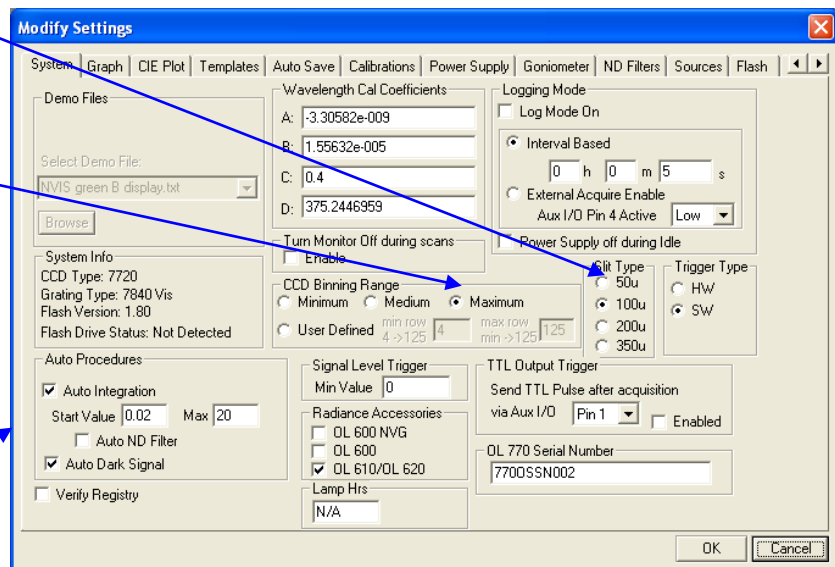 Modify Settings
System Graph CIE Plot Templates Auto Save Calibrations Power Supply Goniometer ND Filters Sources Flash
Demo Files
Select Demo File:
NVIS green B display.txt
Browse
System Info
CCD Type: 7720
Grating Type: 7840 Vis
Flash Version: 1.80
Flash Drive Status: Not Detected
Auto Procedures
Auto Integration
Start Value 0.02 Max 20
Auto ND Filter
Auto Dark Signal
Verify Registry
Wavelength Cal Coefficients
A: -3.30582e-009
B: 1.55632e-005
C: 0.4
D: 375.2446959
Turn Monitor Off during scans
Enable
CCD Binning Range
Minimum Medium Maximum
User Defined min row 4->125 4 max row min->125 125
Signal Level Trigger
Min Value 0
Radiance Accessories
OL 600 NVG
OL 600
OL 610/OL 620
Lamp Hrs
N/A
Logging Mode
Log Mode On
Interval Based
0 h 0 m 5 s
External Acquire Enable
Aux I/O Pin 4 Active Low
Power Supply off during Idle
Slit Type
50u
100u
200u
350u
Trigger Type
HW
SW
TTL Output Trigger
Send TTL Pulse after acquisition
via Aux I/O Pin 1 Enabled
OL 770 Serial Number
770OSSN002
OK Cancel